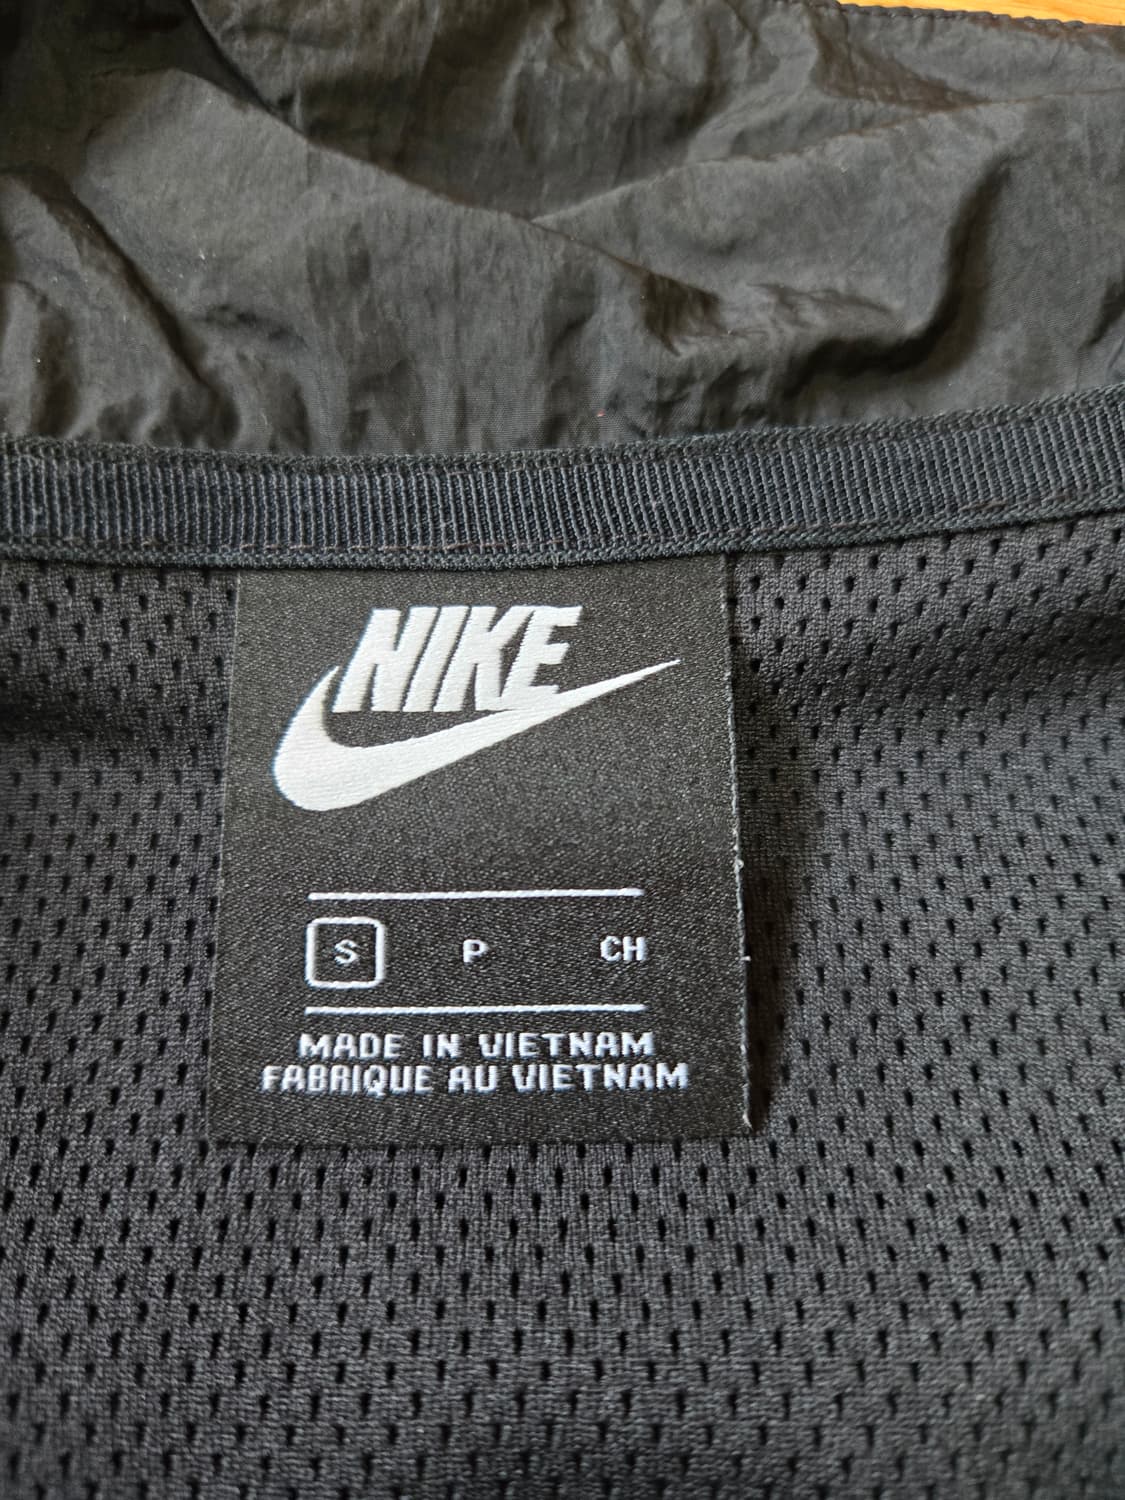 NIKE
S P CH
MADE IN VIETNAM
FABRIQUE AU VIETNAM